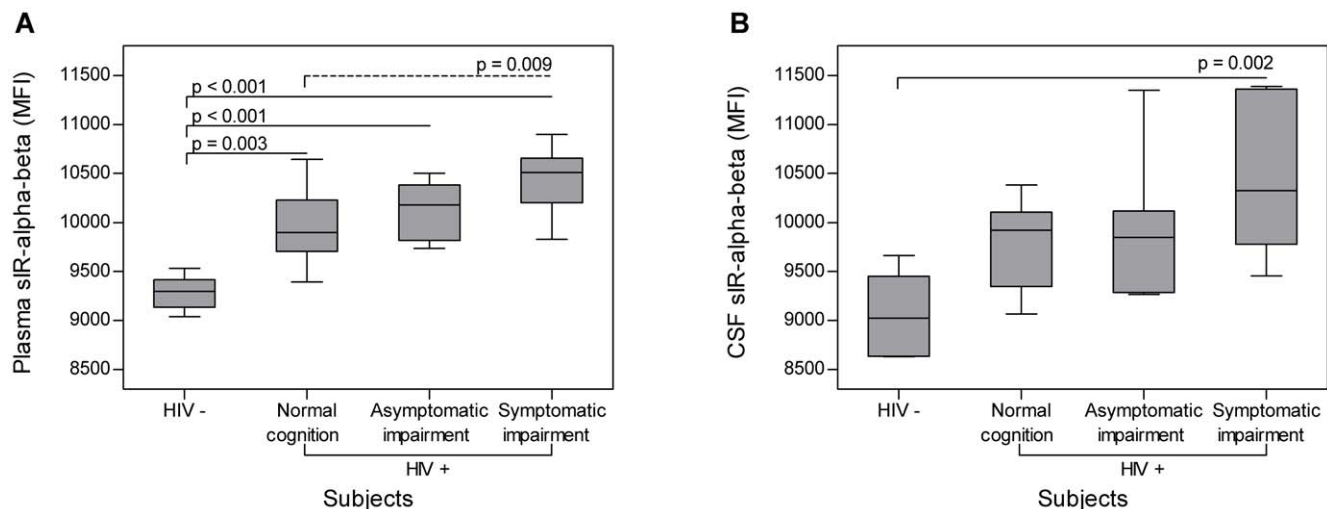 A
Plasma sIR-alpha-beta (MFI)
11500
11000
10500
10000
9500
9000
8500
p = 0.009
p < 0.001
p < 0.001
p = 0.003
HIV -
Normal
cognition
Asymptomatic
impairment
Symptomatic
impairment
HIV +
Subjects
B
CSF sIR-alpha-beta (MFI)
11500
11000
10500
10000
9500
9000
8500
p = 0.002
HIV -
Normal
cognition
Asymptomatic
impairment
Symptomatic
impairment
HIV +
Subjects